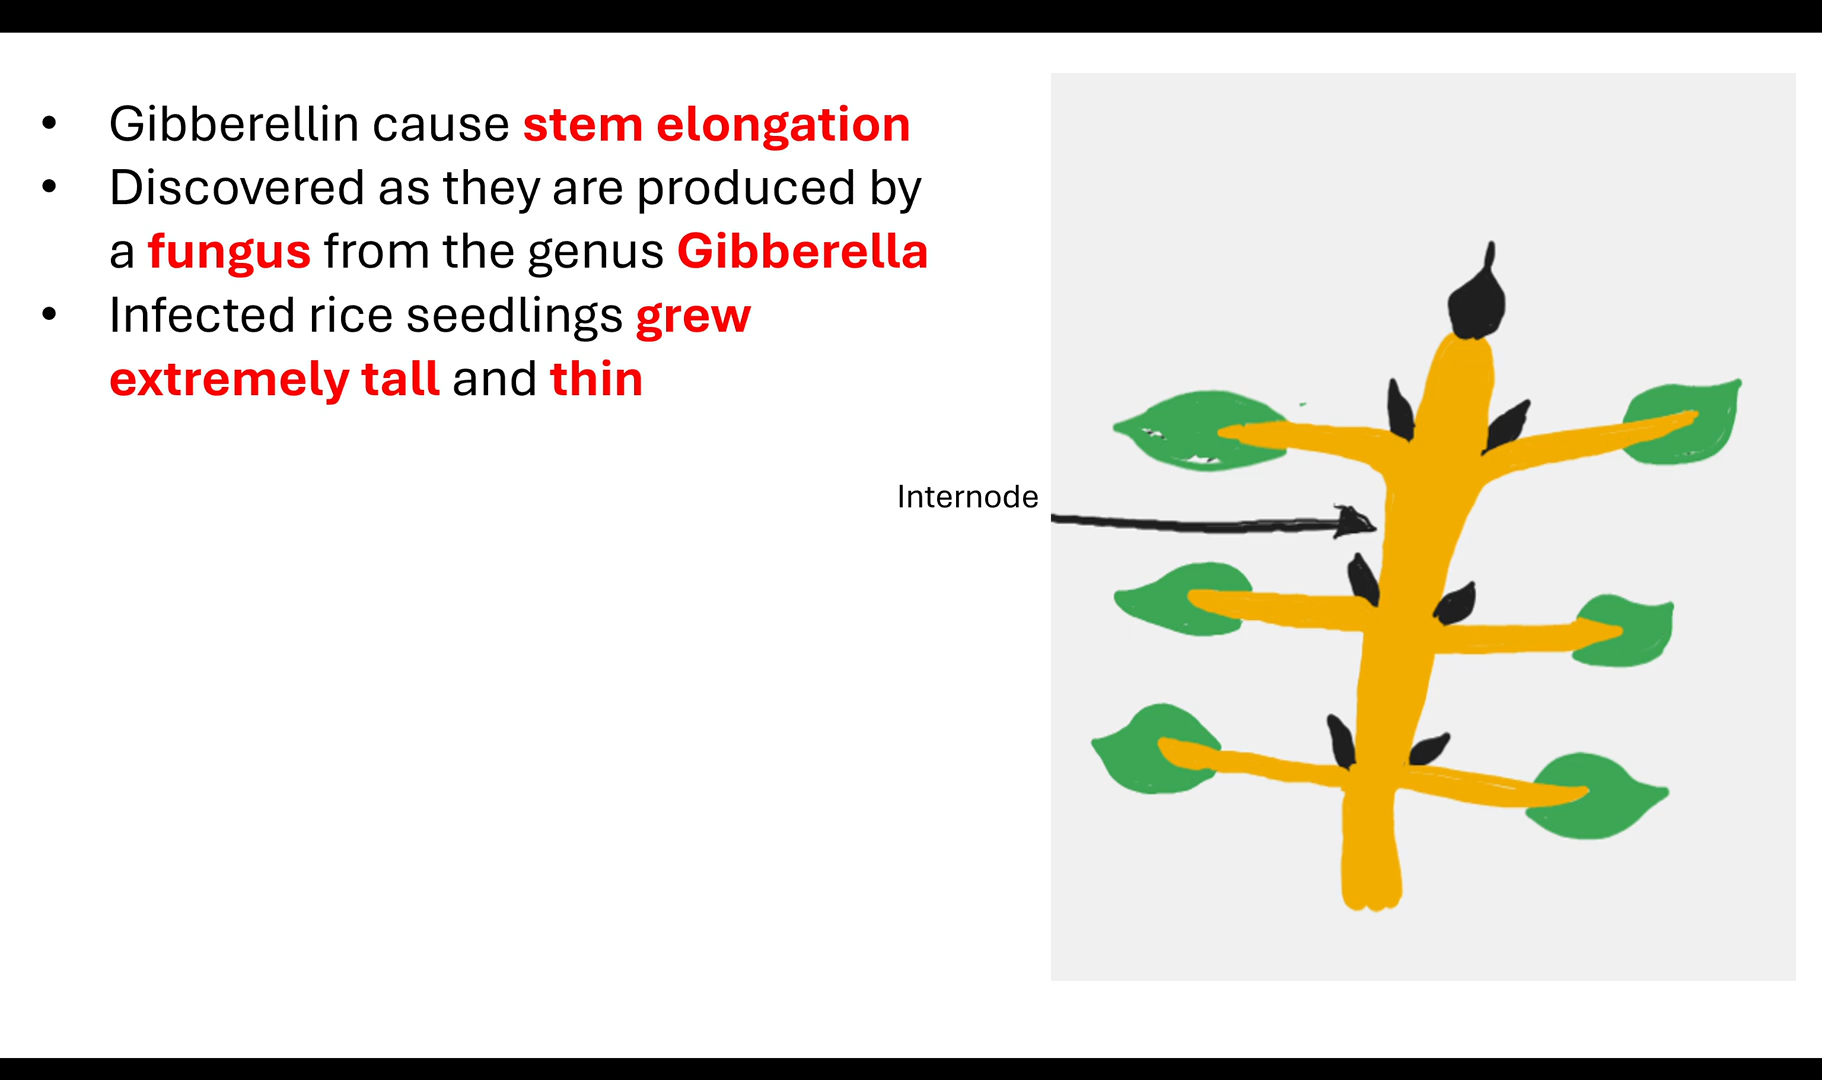 • Gibberellin cause stem elongation
• Discovered as they are produced by
a fungus from the genus Gibberella
• Infected rice seedlings grew
extremely tall and thin
Internode